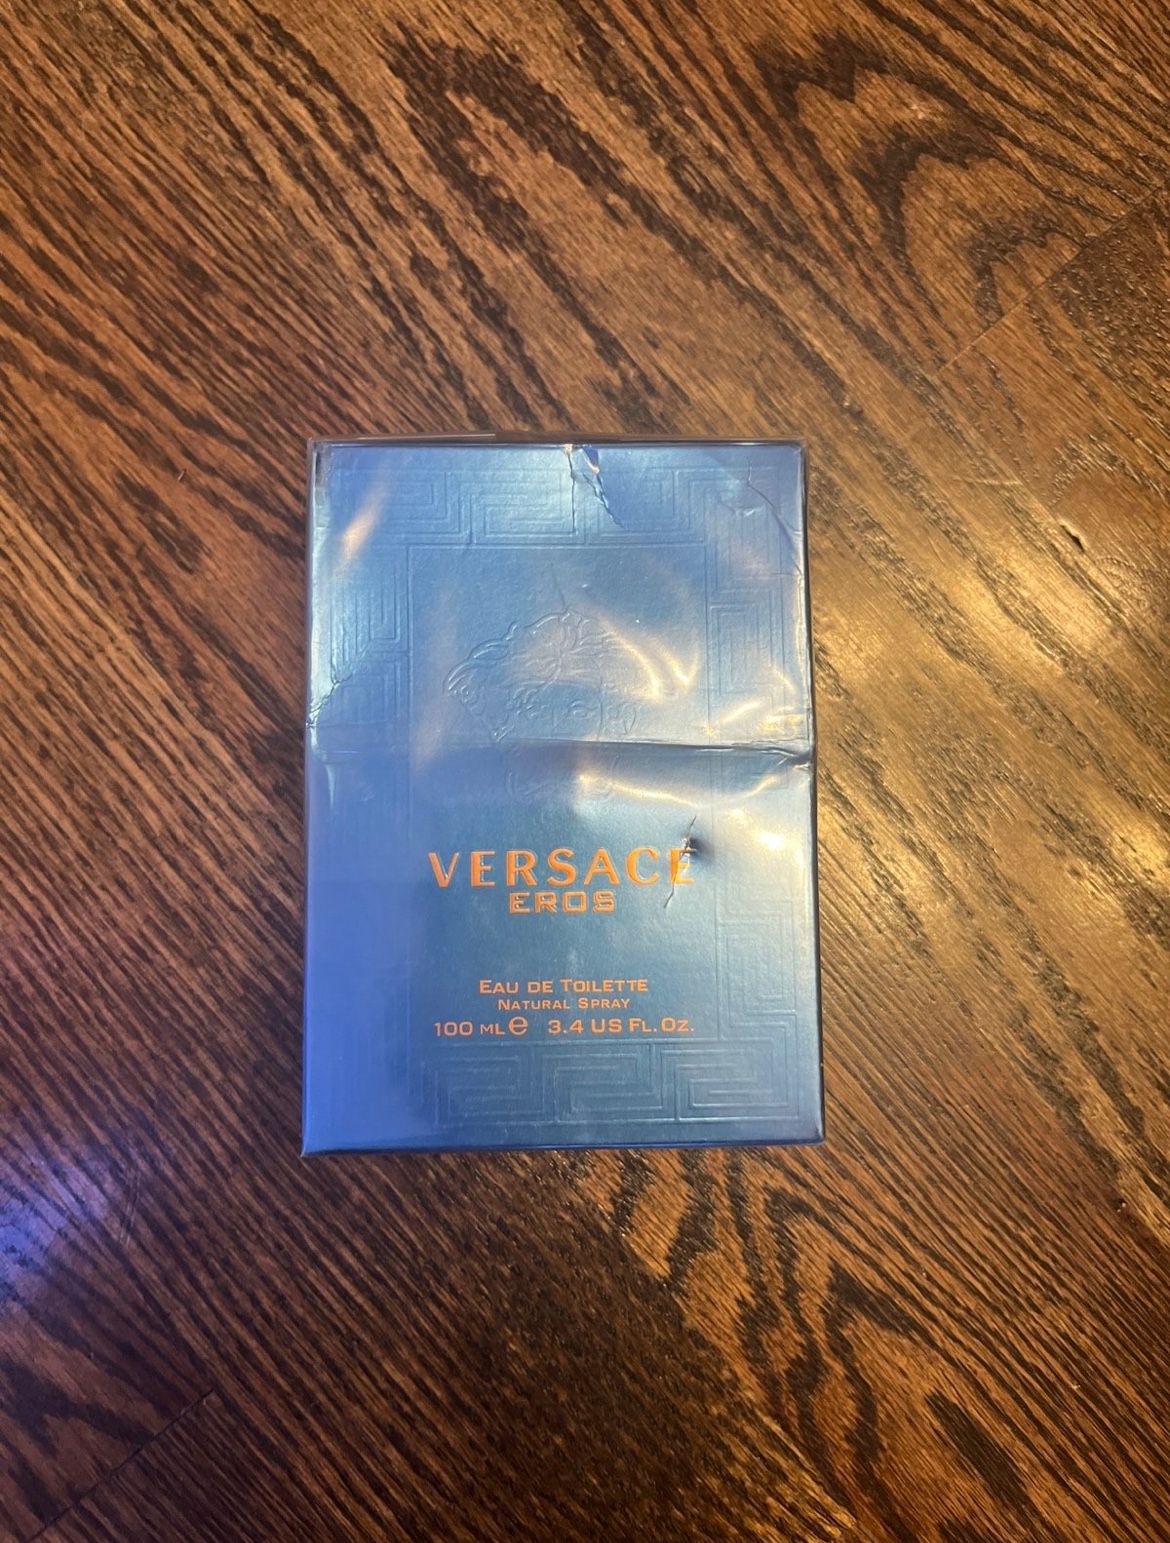 VERSACE
EROS
EAU DE TOILETTE
NATURAL SPRAY
100 ML ℮ 3.4 US FL. OZ.